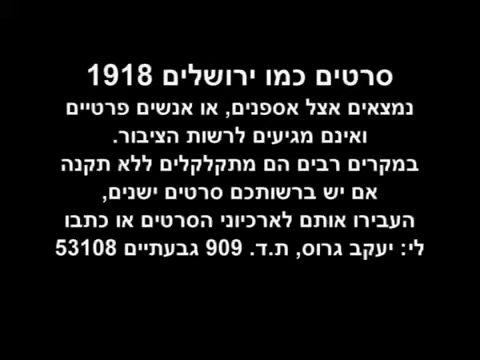 סרטים כמו ירושלים 1918
נמצאים אצל אספנים, או אנשים פרטיים
ואינם מגיעים לרשות הציבור.
במקרים רבים הם מתקלקלים ללא תקנה
אם יש ברשותכם סרטים ישנים,
העבירו אותם לארכיוני הסרטים או כתבו
לי: יעקב גרוס, ת.ד. 909 גבעתיים 53108